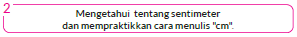 2
Mengetahui tentang sentimeter
dan mempraktikkan cara menulis "cm".